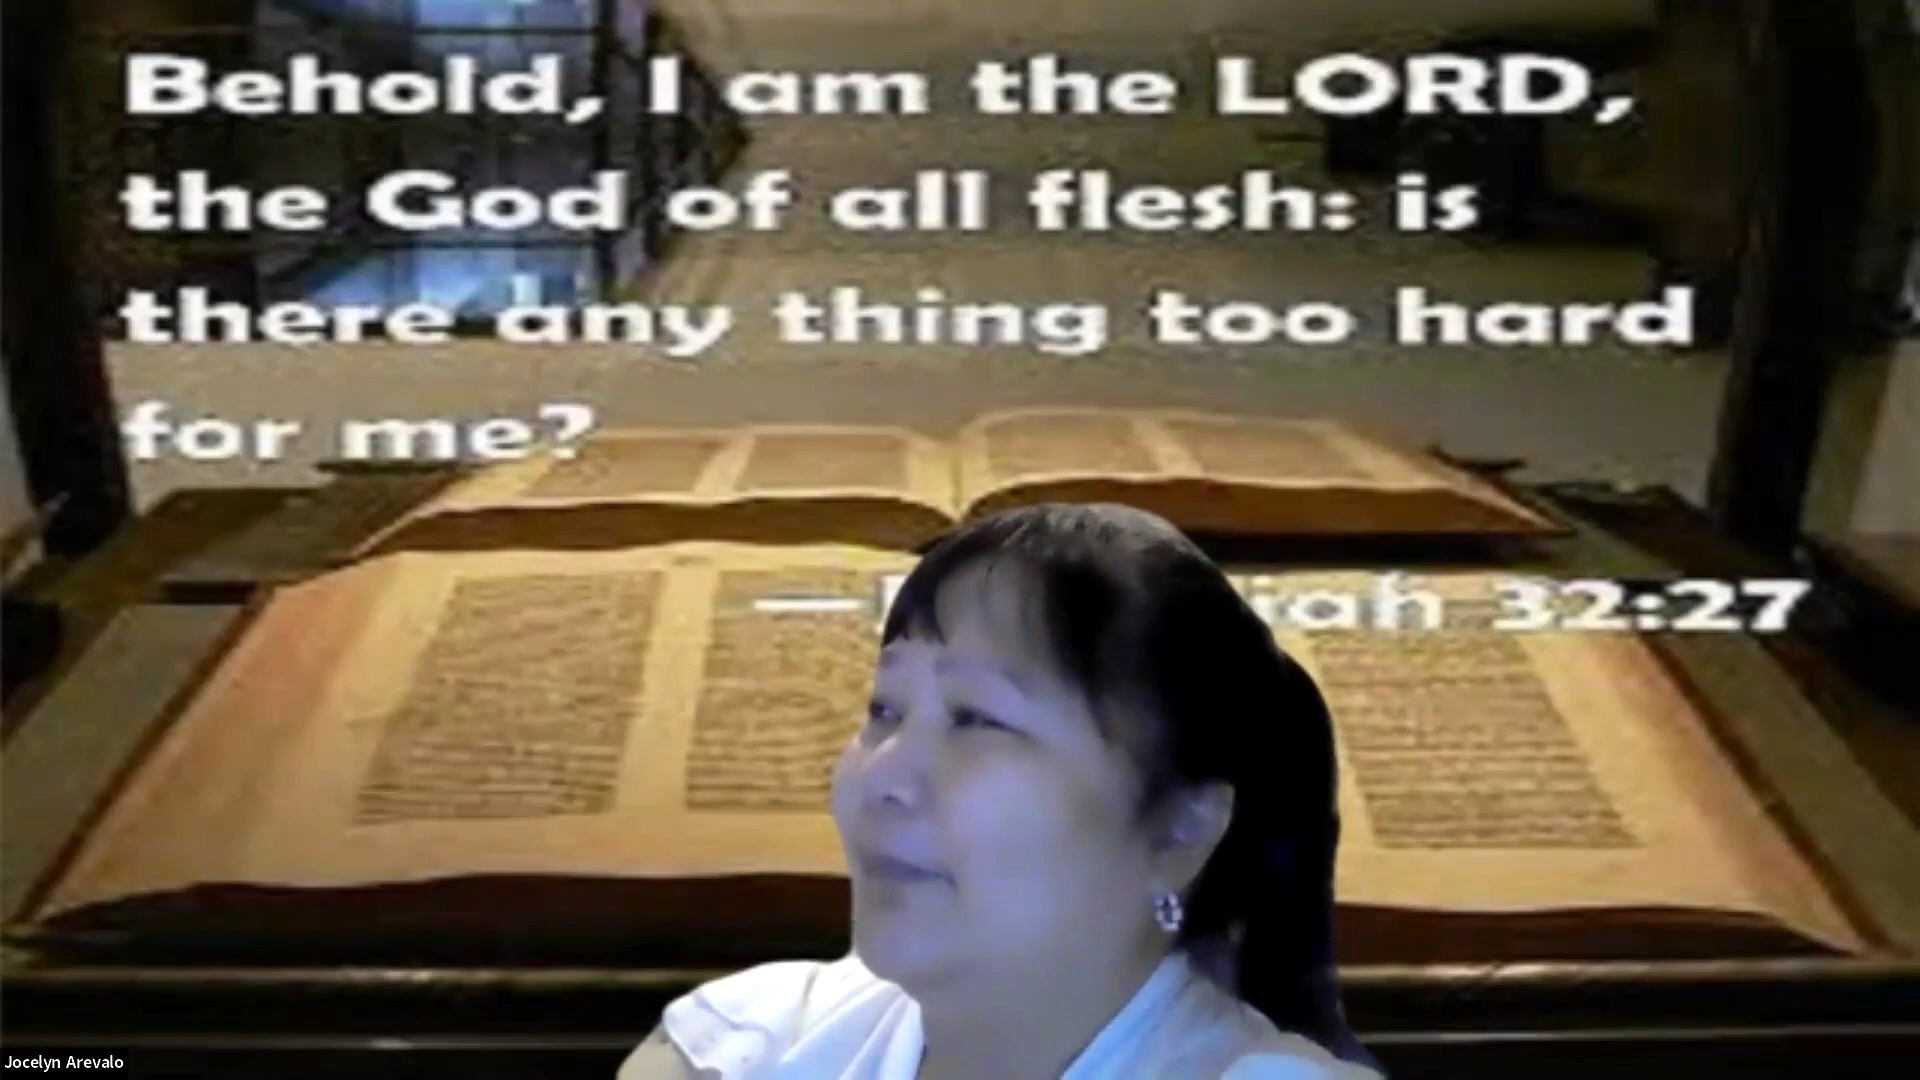 Behold, I am the LORD,
the God of all flesh: is
there any thing too hard
for me?
— iah 32:27
Jocelyn Arevalo